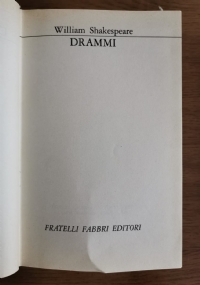 William Shakespeare
DRAMMI
FRATELLI FABBRI EDITORI